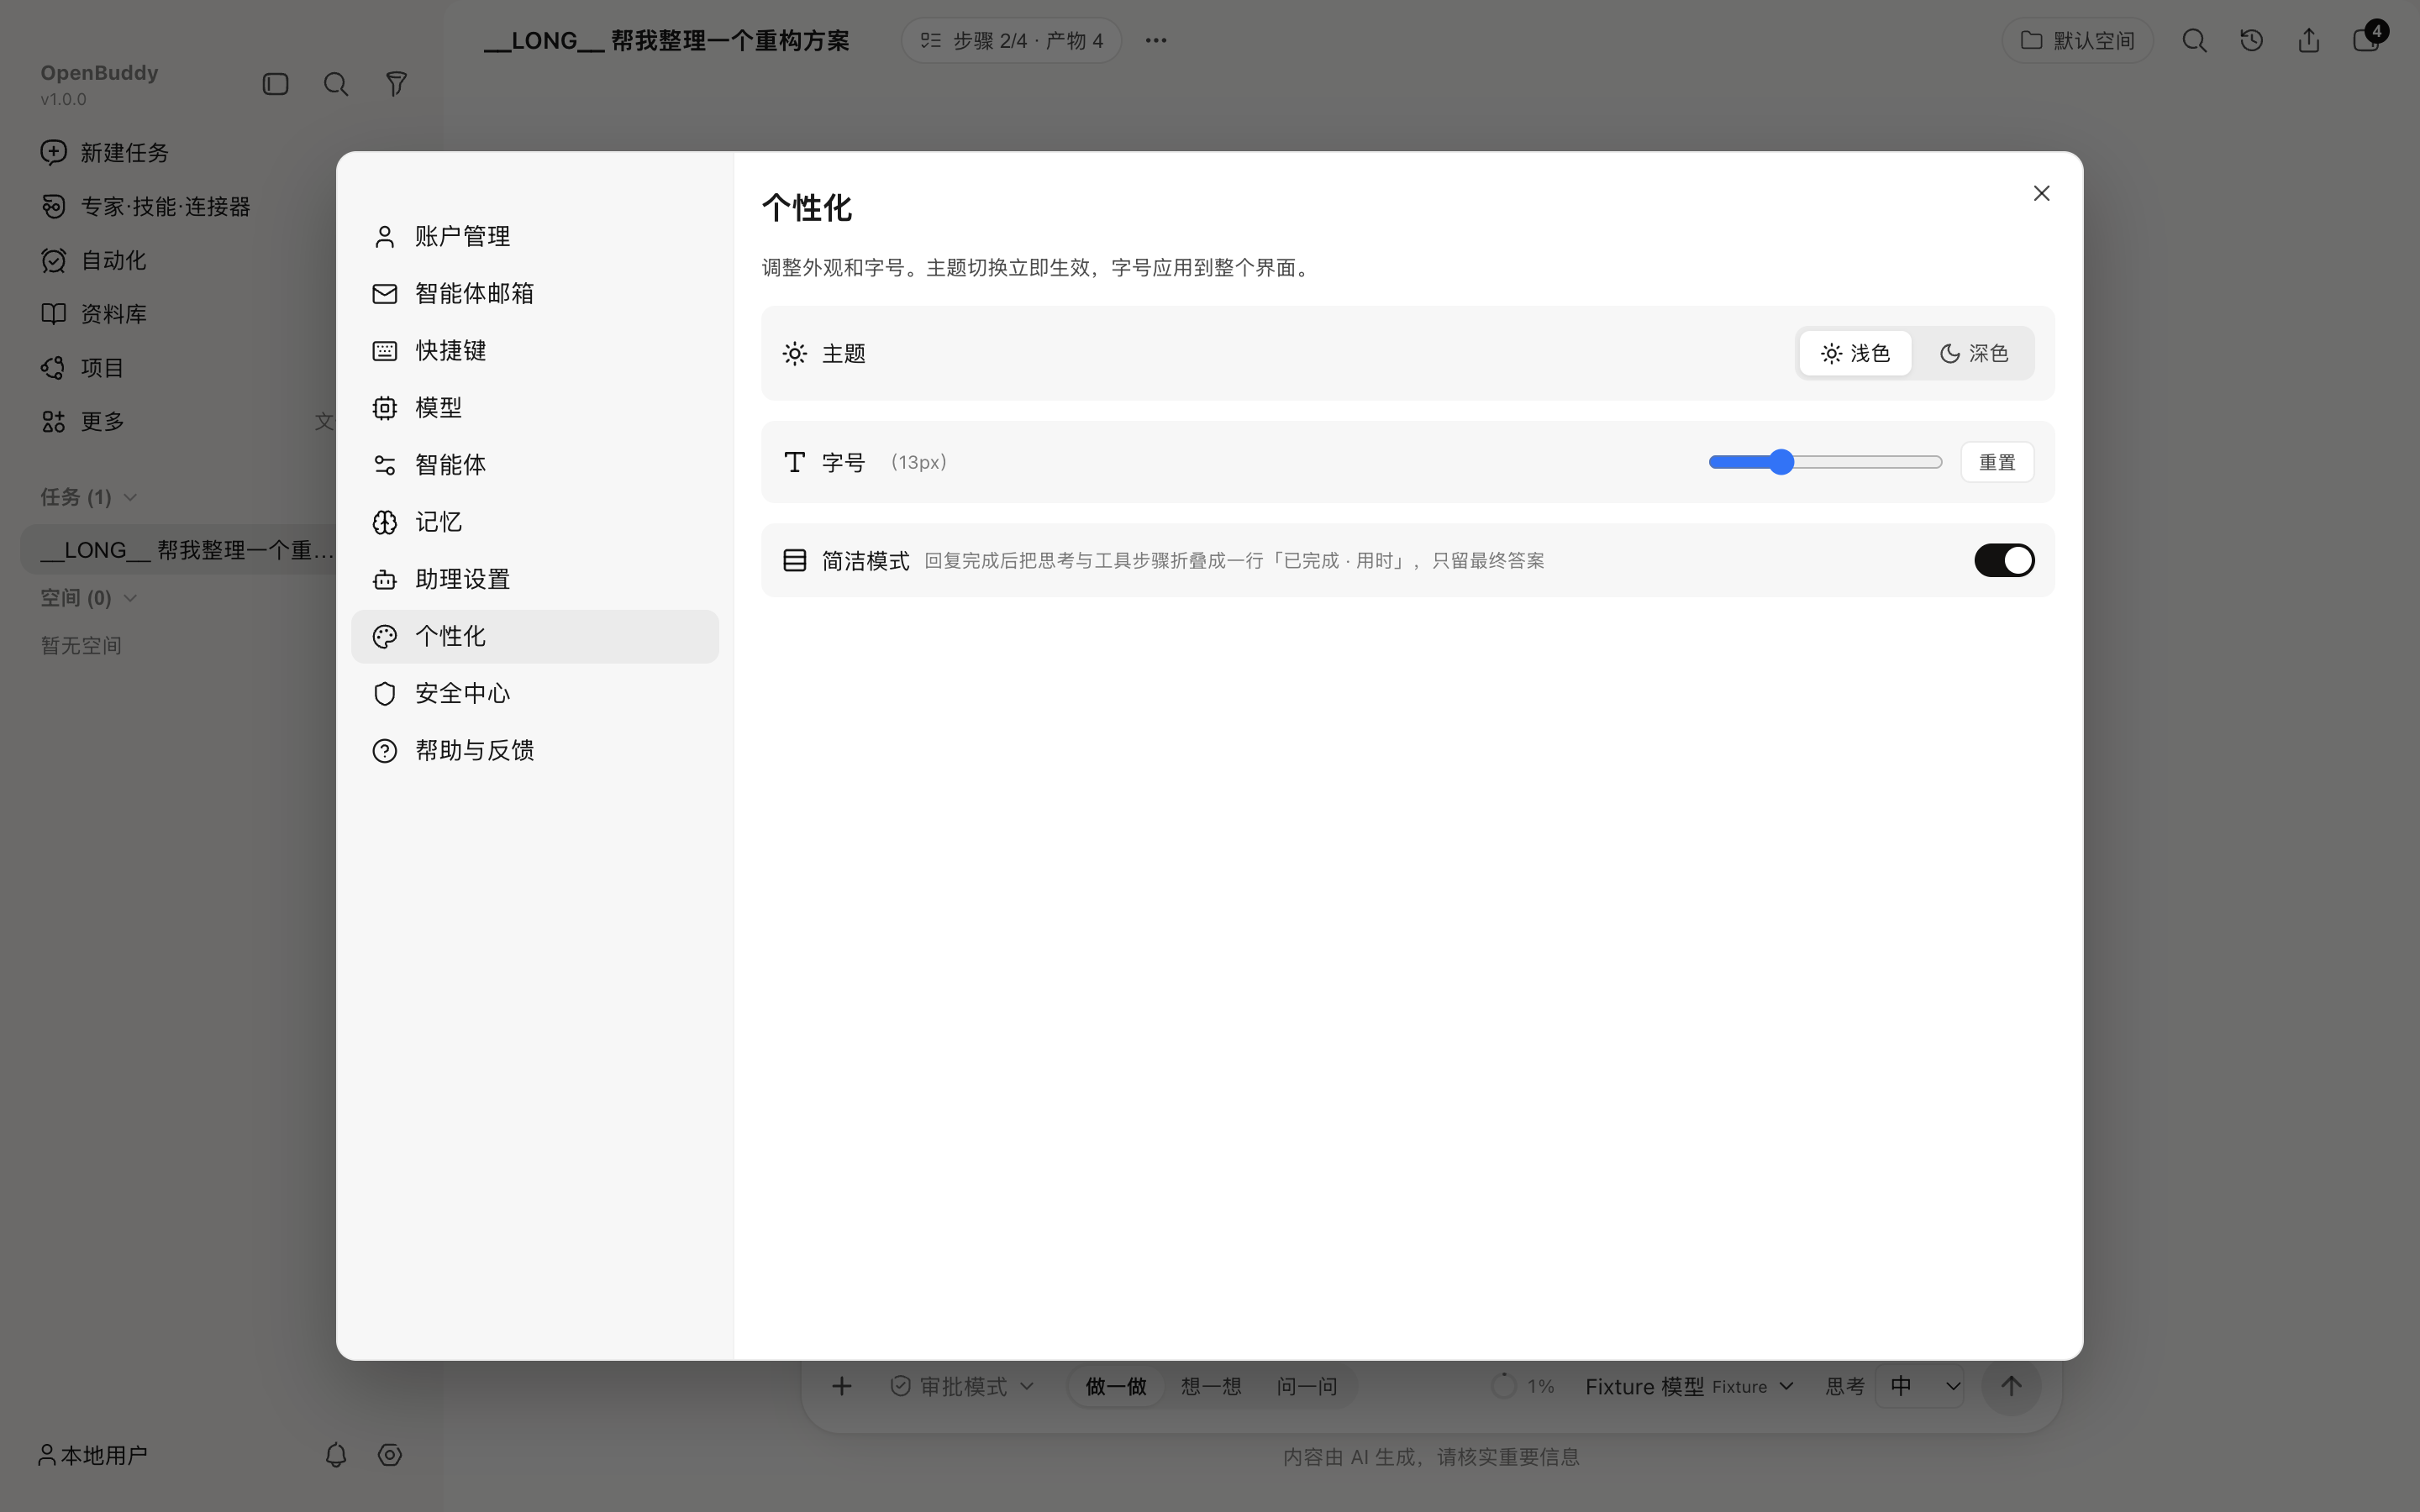 __LONG__ 帮我整理一个重构方案
步骤 2/4 · 产物 4
默认空间
4
OpenBuddy
v1.0.0
新建任务
专家·技能·连接器
自动化
资料库
项目
更多
文
任务 (1)
__LONG__ 帮我整理一个重...
空间 (0)
暂无空间
本地用户
账户管理
智能体邮箱
快捷键
模型
智能体
记忆
助理设置
个性化
安全中心
帮助与反馈
个性化
调整外观和字号。主题切换立即生效，字号应用到整个界面。
主题
浅色
深色
字号 (13px)
重置
简洁模式 回复完成后把思考与工具步骤折叠成一行「已完成 · 用时」，只留最终答案
审批模式
做一做
想一想
问一问
1%
Fixture 模型 Fixture
思考
中
内容由 AI 生成，请核实重要信息